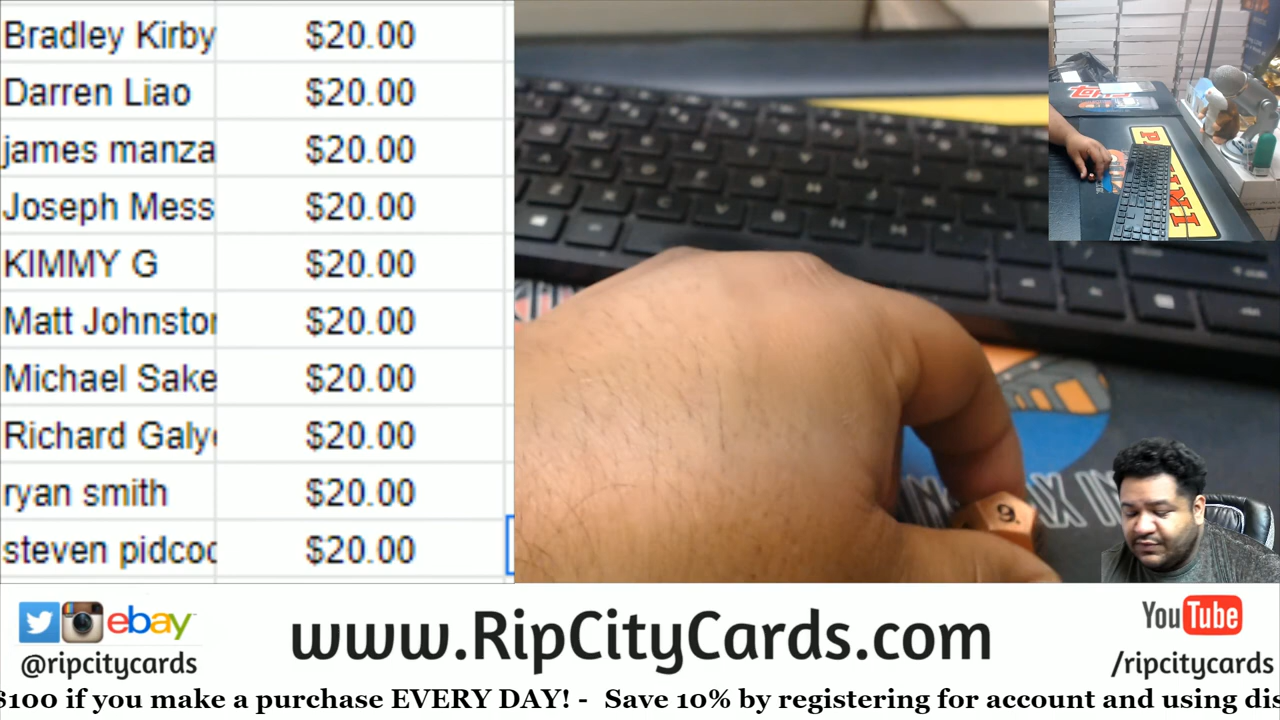 Bradley Kirby $20.00
Darren Liao $20.00
james manza $20.00
Joseph Mess $20.00
KIMMY G $20.00
Matt Johnston $20.00
Michael Sake $20.00
Richard Galy $20.00
ryan smith $20.00
steven pidcoc $20.00
PANINI
9.
ebay
@ripcitycards
www.RipCityCards.com
YouTube
/ripcitycards
$100 if you make a purchase EVERY DAY! - Save 10% by registering for account and using dis